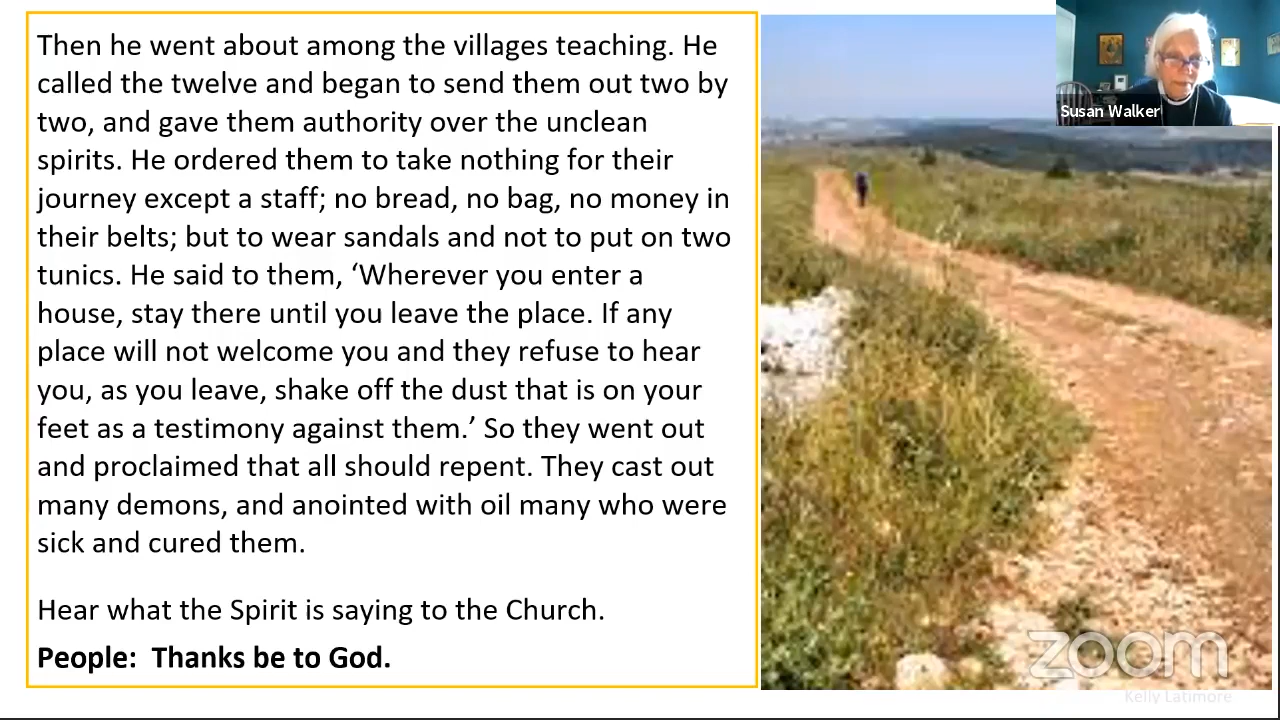 Then he went about among the villages teaching. He
called the twelve and began to send them out two by
two, and gave them authority over the unclean
spirits. He ordered them to take nothing for their
journey except a staff; no bread, no bag, no money in
their belts; but to wear sandals and not to put on two
tunics. He said to them, ‘Wherever you enter a
house, stay there until you leave the place. If any
place will not welcome you and they refuse to hear
you, as you leave, shake off the dust that is on your
feet as a testimony against them.’ So they went out
and proclaimed that all should repent. They cast out
many demons, and anointed with oil many who were
sick and cured them.
Hear what the Spirit is saying to the Church.
People: Thanks be to God.
Susan Walker
zoom
Kelly Latimore